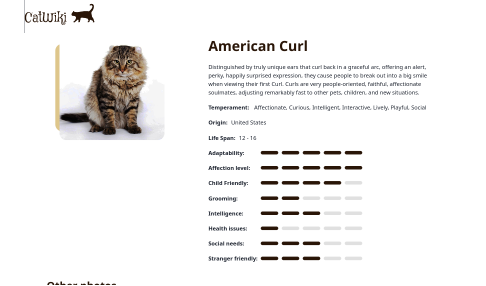 CatWiki
American Curl
Distinguished by truly unique ears that curl back in a graceful arc, offering an alert,
perky, happily surprised expression, they cause people to break out into a big smile
when viewing their first Curl. Curls are very people-oriented, faithful, affectionate
soulmates, adjusting remarkably fast to other pets, children, and new situations.
Temperament: Affectionate, Curious, Intelligent, Interactive, Lively, Playful, Social
Origin: United States
Life Span: 12 - 16
Adaptability:
Affection level:
Child Friendly:
Grooming:
Intelligence:
Health issues:
Social needs:
Stranger friendly:
Other photos